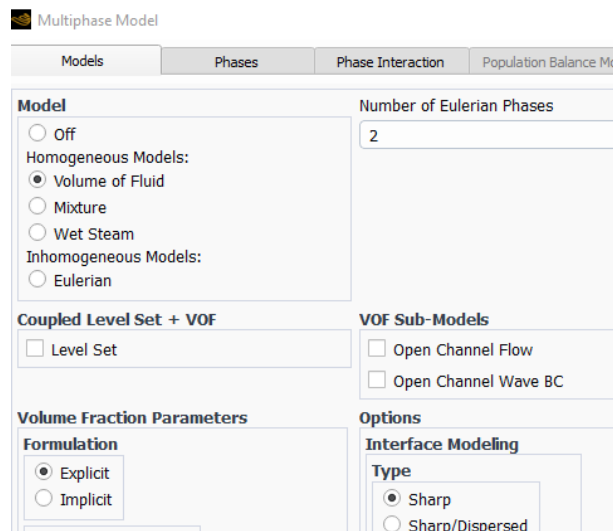 Multiphase Model
Models Phases Phase Interaction Population Balance
Model
Off
Homogeneous Models:
Volume of Fluid
Mixture
Wet Steam
Inhomogeneous Models:
Eulerian
Number of Eulerian Phases
2
Coupled Level Set + VOF
Level Set
VOF Sub-Models
Open Channel Flow
Open Channel Wave BC
Volume Fraction Parameters
Formulation
Explicit
Implicit
Options
Interface Modeling
Type
Sharp
Sharp/Dispersed